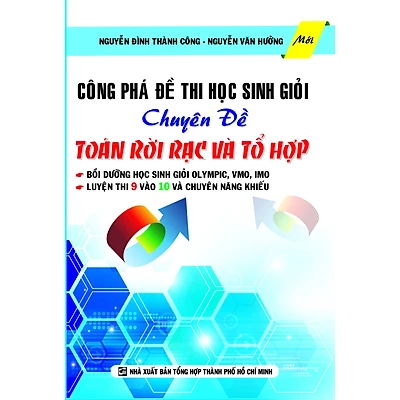 NGUYỄN ĐÌNH THÀNH CÔNG - NGUYỄN VĂN HƯỞNG
Mới
CÔNG PHÁ ĐỀ THI HỌC SINH GIỎI
Chuyên Đề
TOÁN RỜI RẠC VÀ TỔ HỢP
BỒI DƯỠNG HỌC SINH GIỎI OLYMPIC, VMO, IMO
LUYỆN THI 9 VÀO 10 VÀ CHUYÊN NĂNG KHIẾU
NHÀ XUẤT BẢN TỔNG HỢP THÀNH PHỐ HỒ CHÍ MINH